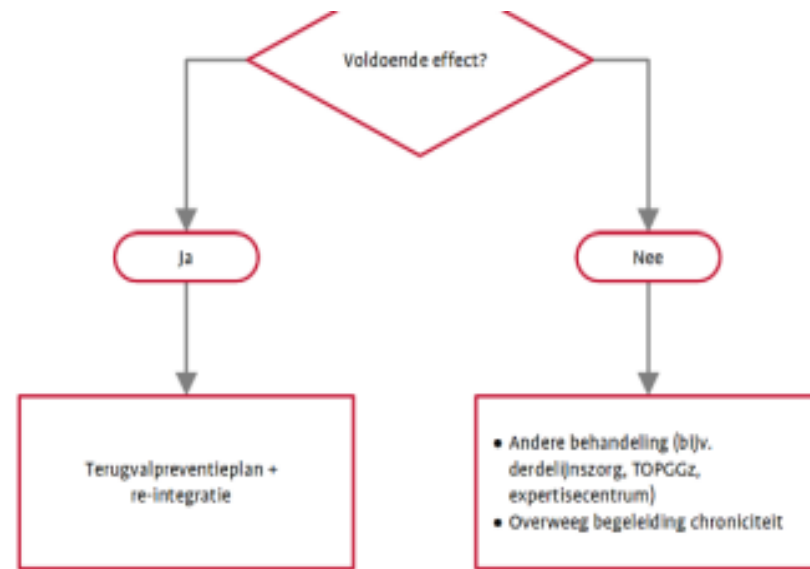 Voldoende effect?
Ja
Nee
Terugvalpreventieplan +
re-integratie
• Andere behandeling (bijv.
derdelijnszorg, TOPGGz,
expertisecentrum)
• Overweeg begeleiding chroniciteit